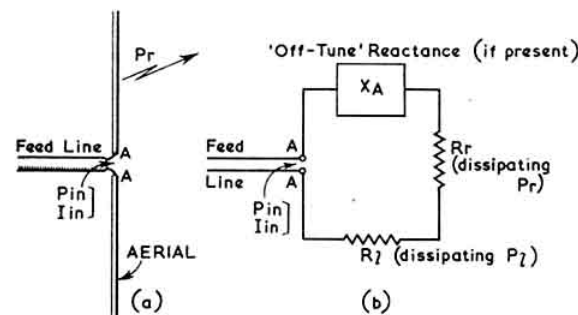 Pr
Feed Line
A
A
Pin
Iin
AERIAL
(a)
'Off-Tune' Reactance (if present)
XA
Feed
Line
A
A
Pin
Iin
Rr
(dissipating
Pr)
Rl (dissipating Pl)
(b)